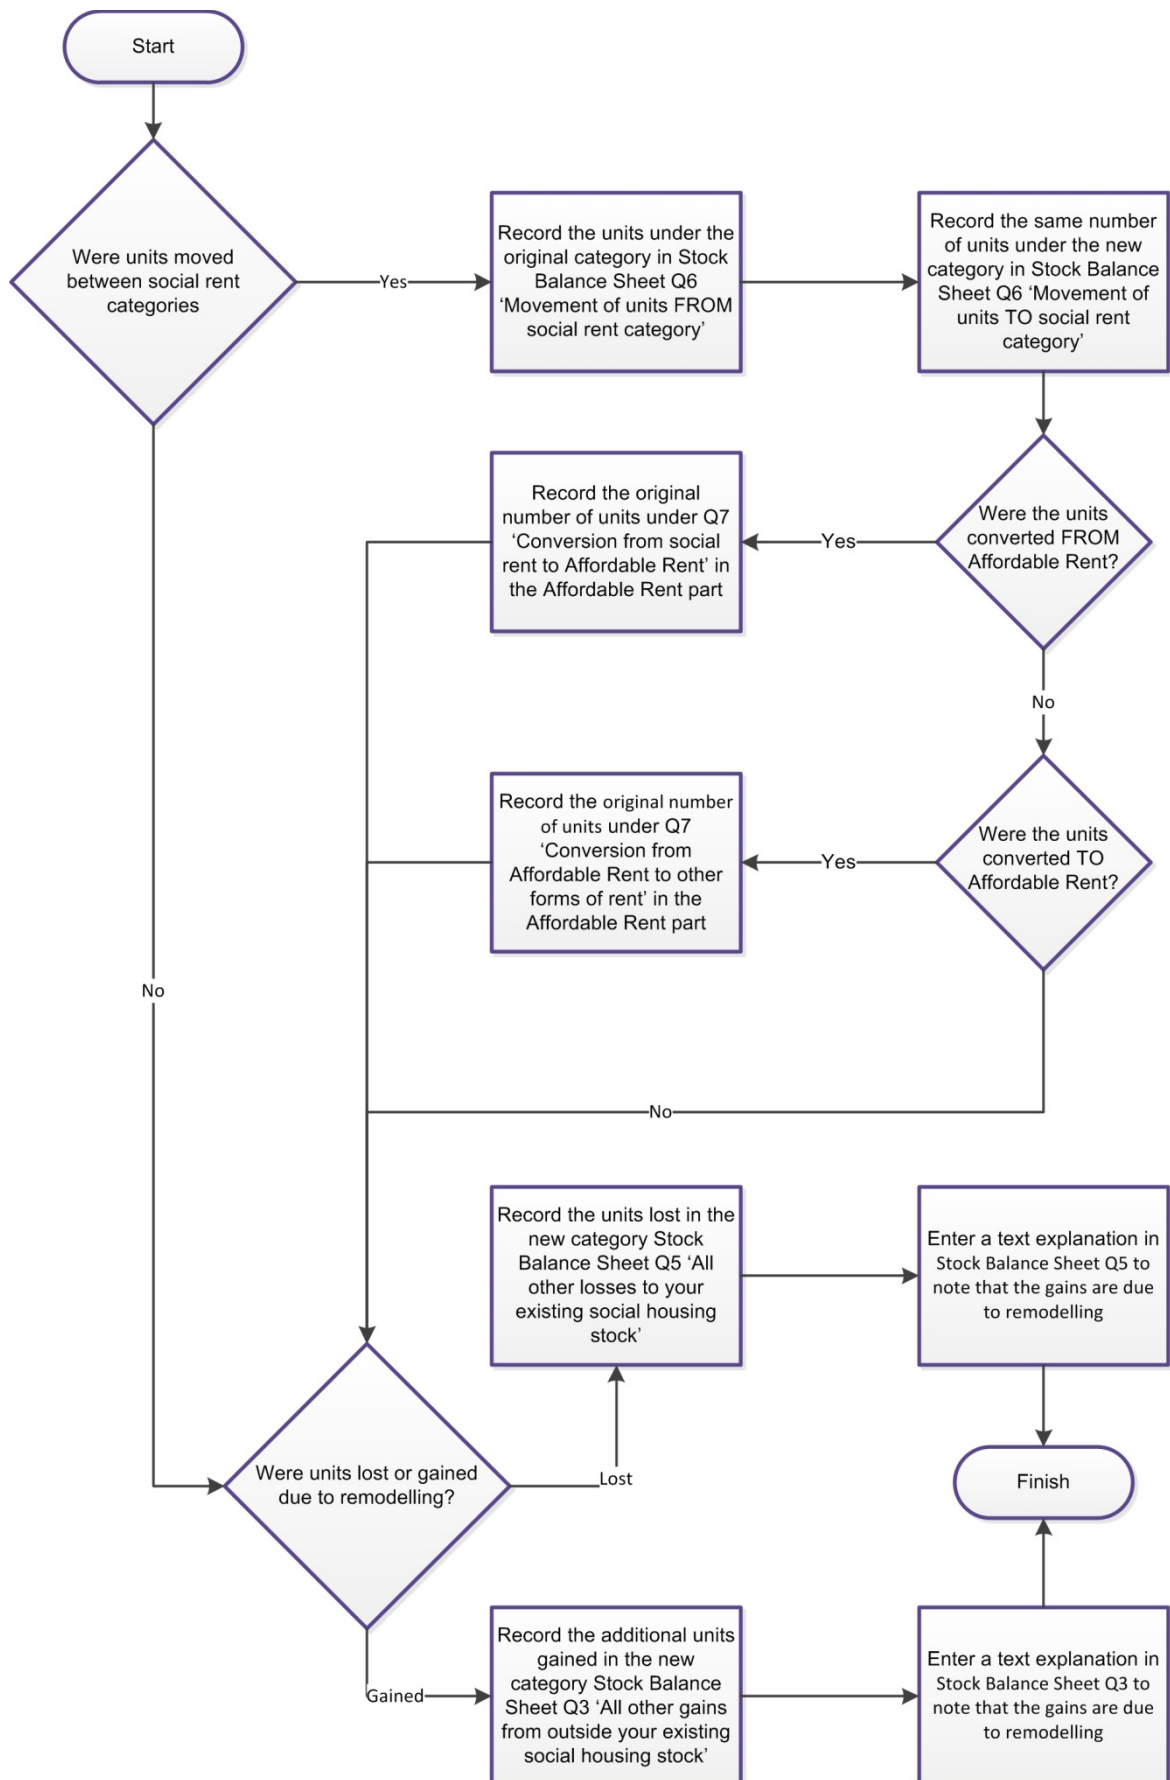 Start
Were units moved
between social rent
categories
Yes
Record the units under the
original category in Stock
Balance Sheet Q6
‘Movement of units FROM
social rent category’
Record the same number
of units under the new
category in Stock Balance
Sheet Q6 ‘Movement of
units TO social rent
category’
Were the units
converted FROM
Affordable Rent?
Yes
Record the original
number of units under Q7
‘Conversion from social
rent to Affordable Rent’ in
the Affordable Rent part
No
Were the units
converted TO
Affordable Rent?
Yes
Record the original number
of units under Q7
‘Conversion from
Affordable Rent to other
forms of rent’ in the
Affordable Rent part
No
No
Were units lost or gained
due to remodelling?
Lost
Record the units lost in the
new category Stock
Balance Sheet Q5 ‘All
other losses to your
existing social housing
stock’
Enter a text explanation in
Stock Balance Sheet Q5 to
note that the gains are due
to remodelling
Finish
Gained
Record the additional units
gained in the new
category Stock Balance
Sheet Q3 ‘All other gains
from outside your existing
social housing stock’
Enter a text explanation in
Stock Balance Sheet Q3 to
note that the gains are due
to remodelling